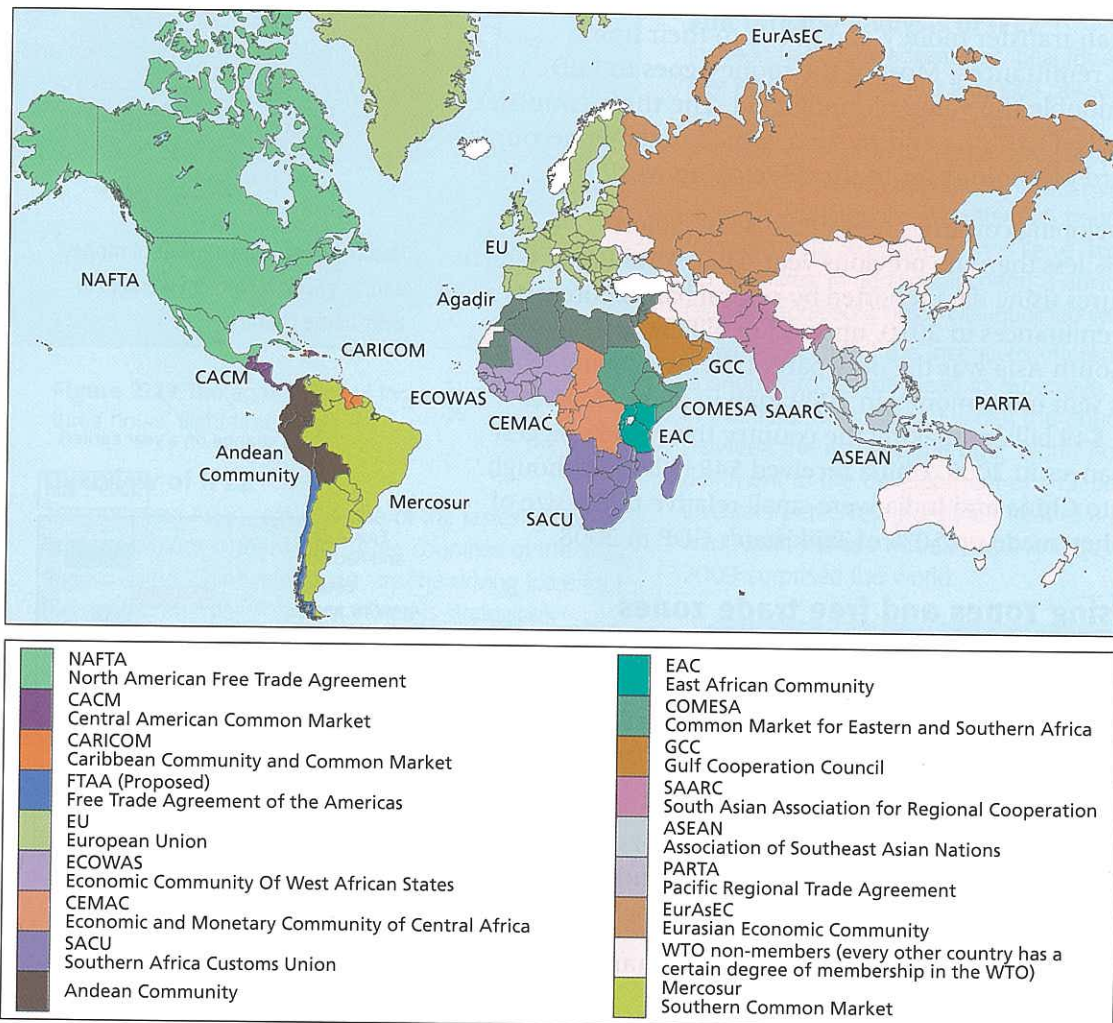 EurAsEC
NAFTA
EU
Agadir
CARICOM
CACM
ECOWAS
GCC
CEMAC
COMESA
SAARC
PARTA
EAC
ASEAN
Andean
Community
Mercosur
SACU
NAFTA
North American Free Trade Agreement
CACM
Central American Common Market
CARICOM
Caribbean Community and Common Market
FTAA (Proposed)
Free Trade Agreement of the Americas
EU
European Union
ECOWAS
Economic Community Of West African States
CEMAC
Economic and Monetary Community of Central Africa
SACU
Southern Africa Customs Union
Andean Community
EAC
East African Community
COMESA
Common Market for Eastern and Southern Africa
GCC
Gulf Cooperation Council
SAARC
South Asian Association for Regional Cooperation
ASEAN
Association of Southeast Asian Nations
PARTA
Pacific Regional Trade Agreement
EurAsEC
Eurasian Economic Community
WTO non-members (every other country has a
certain degree of membership in the WTO)
Mercosur
Southern Common Market